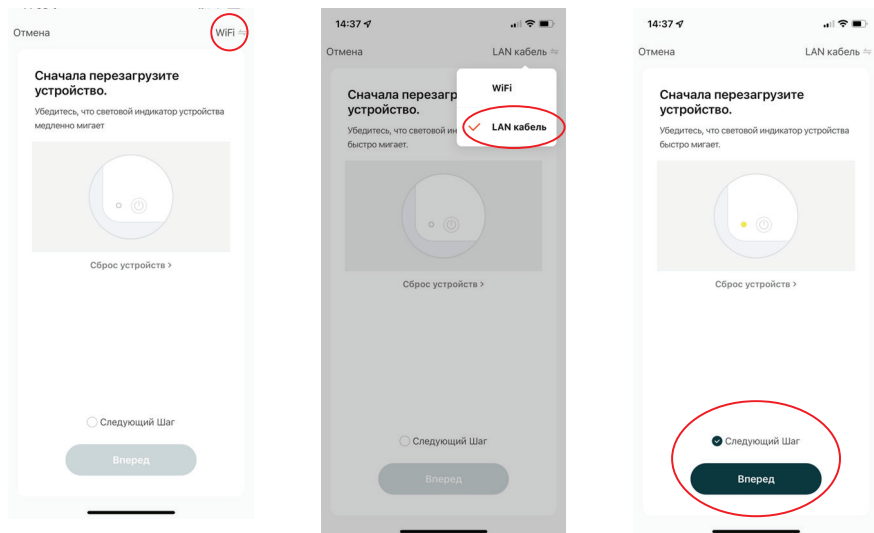 Отмена
WiFi
Сначала перезагрузите
устройство.
Убедитесь, что световой индикатор устройства
медленно мигает
Сброс устройств >
Следующий Шаг
Вперед
14:37
Отмена
LAN кабель
WiFi
LAN кабель
Сначала перезагр
устройство.
Убедитесь, что световой ин
быстро мигает.
Сброс устройств >
Следующий Шаг
Вперед
14:37
Отмена
LAN кабель
Сначала перезагрузите
устройство.
Убедитесь, что световой индикатор устройства
быстро мигает.
Сброс устройств >
Следующий Шаг
Вперед